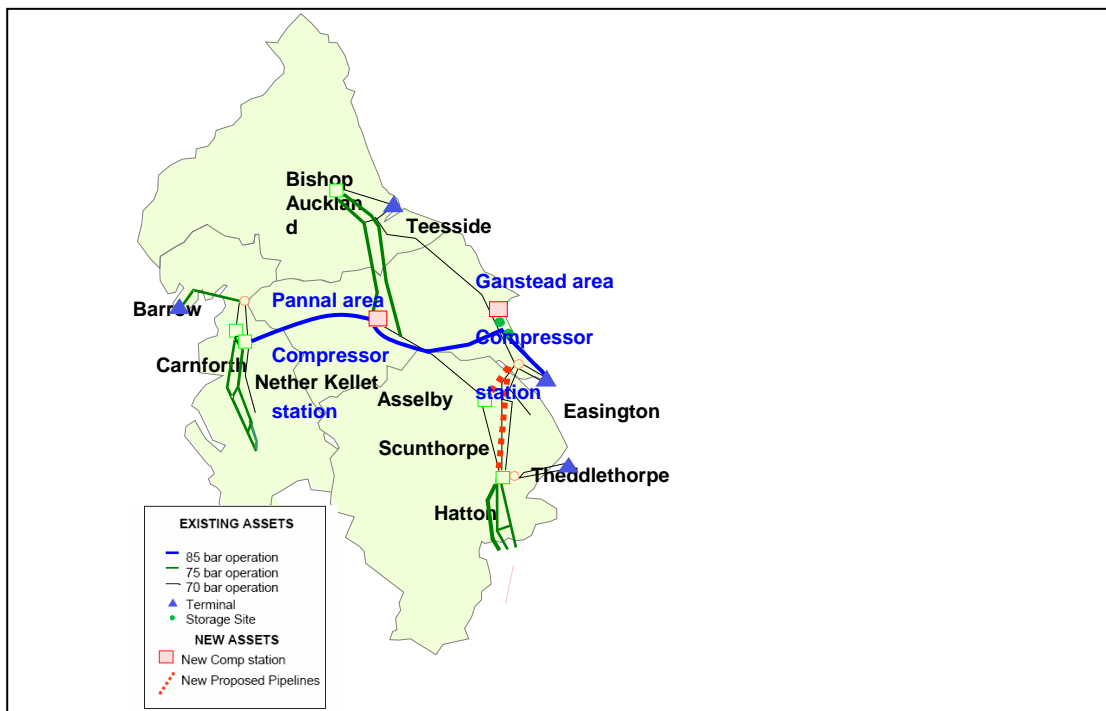 Bishop
Aucklan
d
Teesside
Ganstead area
Compressor
station
Barrow
Pannal area
Compressor
station
Carnforth
Nether Kellet
Asselby
Easington
Scunthorpe
Theddlethorpe
Hatton
EXISTING ASSETS
85 bar operation
75 bar operation
70 bar operation
Terminal
Storage Site
NEW ASSETS
New Comp station
New Proposed Pipelines